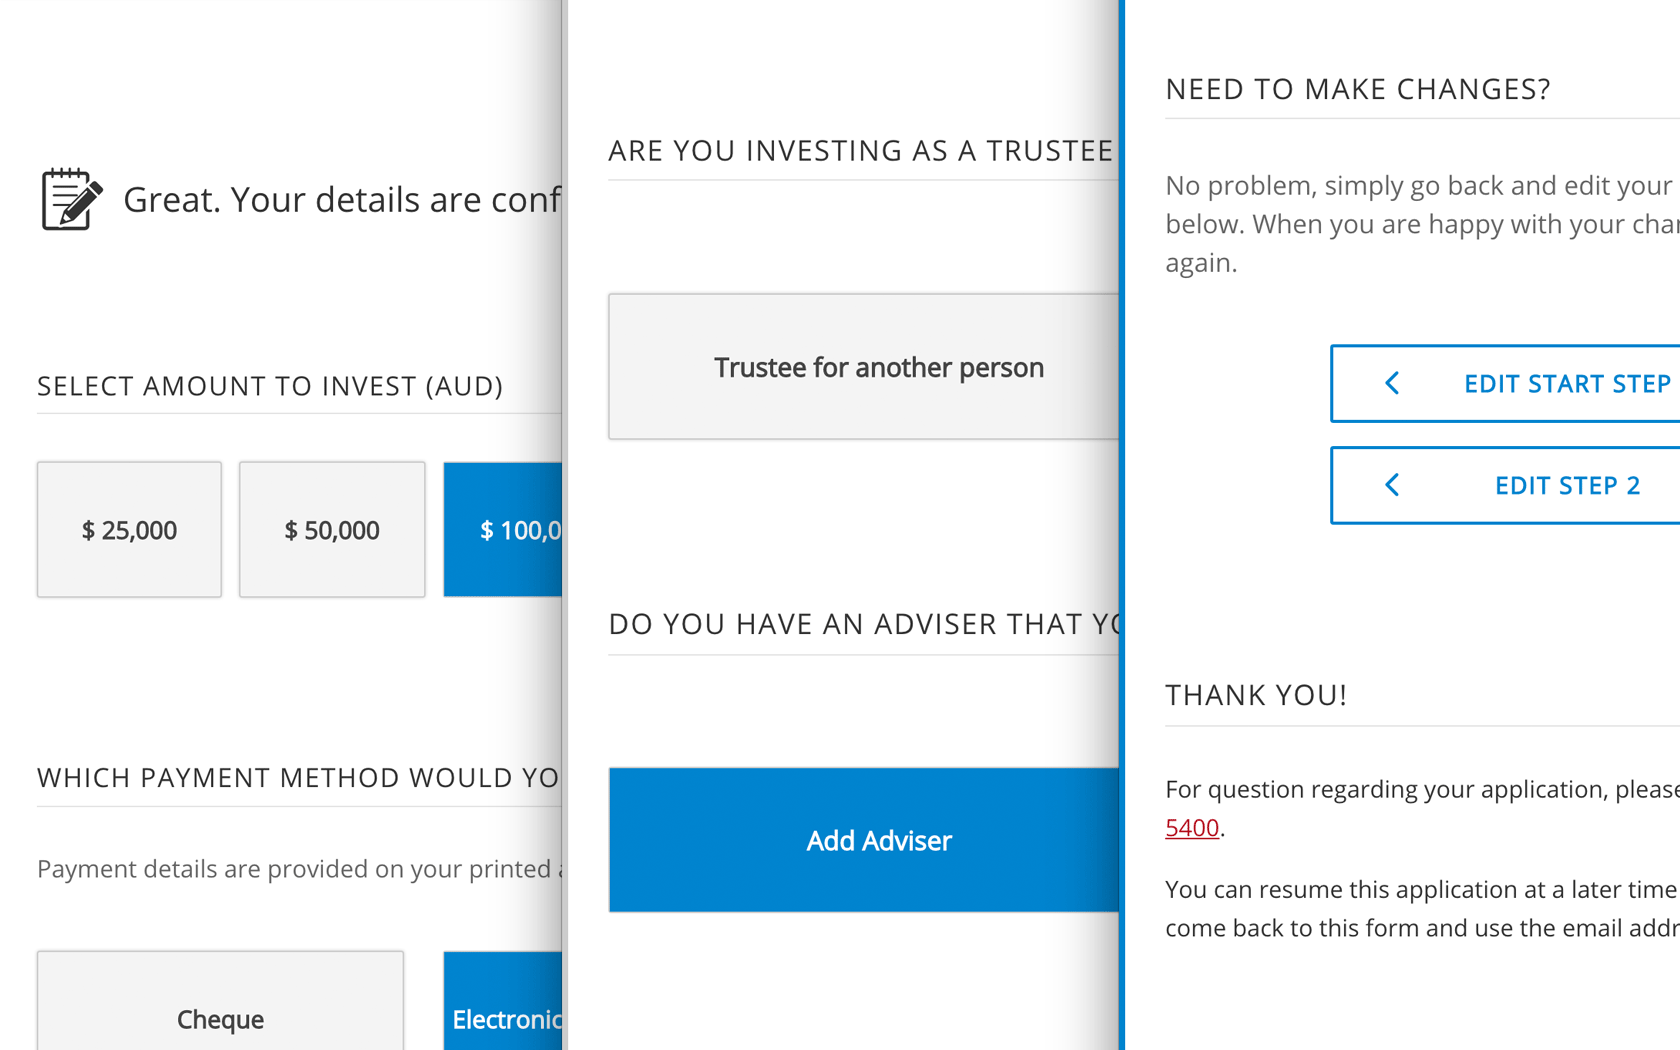 Great. Your details are conf
SELECT AMOUNT TO INVEST (AUD)
$ 25,000
$ 50,000
$ 100,0
WHICH PAYMENT METHOD WOULD YO
Payment details are provided on your printed
Cheque
Electronic
ARE YOU INVESTING AS A TRUSTEE
Trustee for another person
DO YOU HAVE AN ADVISER THAT YO
Add Adviser
NEED TO MAKE CHANGES?
No problem, simply go back and edit your
below. When you are happy with your cha
again.
EDIT START STEP
EDIT STEP 2
THANK YOU!
For question regarding your application, please
5400.
You can resume this application at a later time
come back to this form and use the email addr